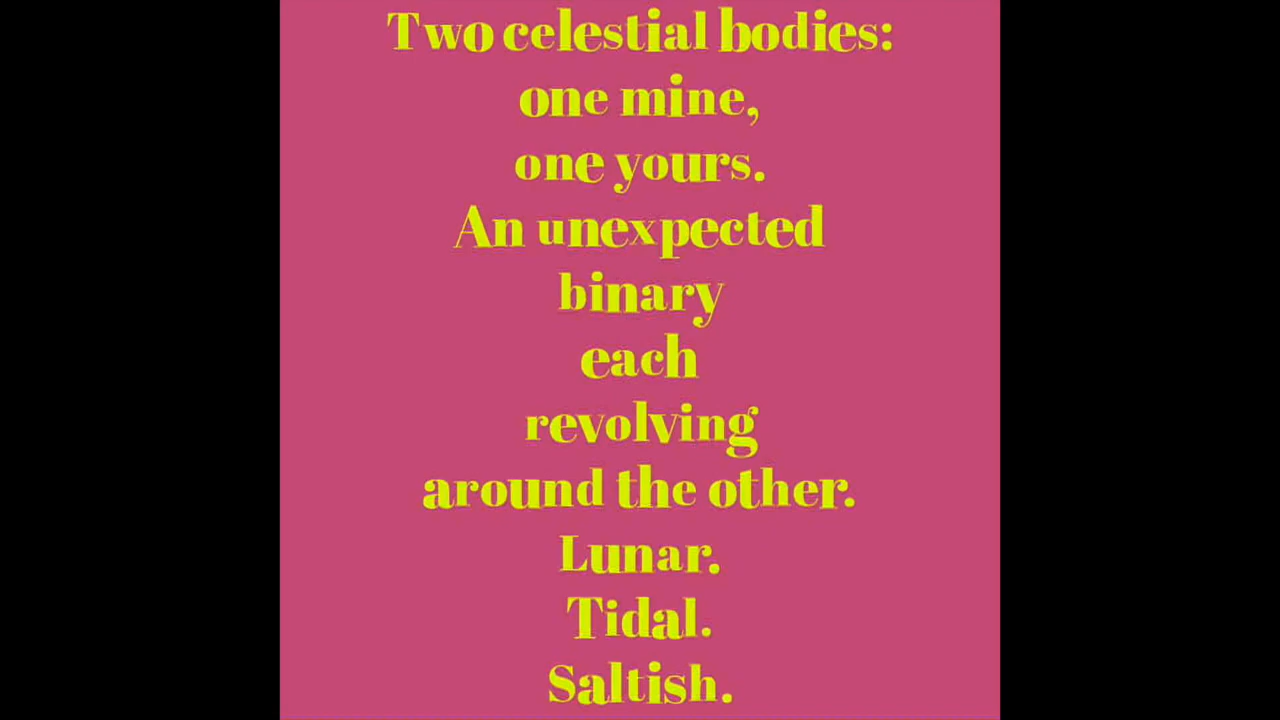 Two celestial bodies:
one mine,
one yours.
An unexpected
binary
each
revolving
around the other.
Lunar.
Tidal.
Saltish.